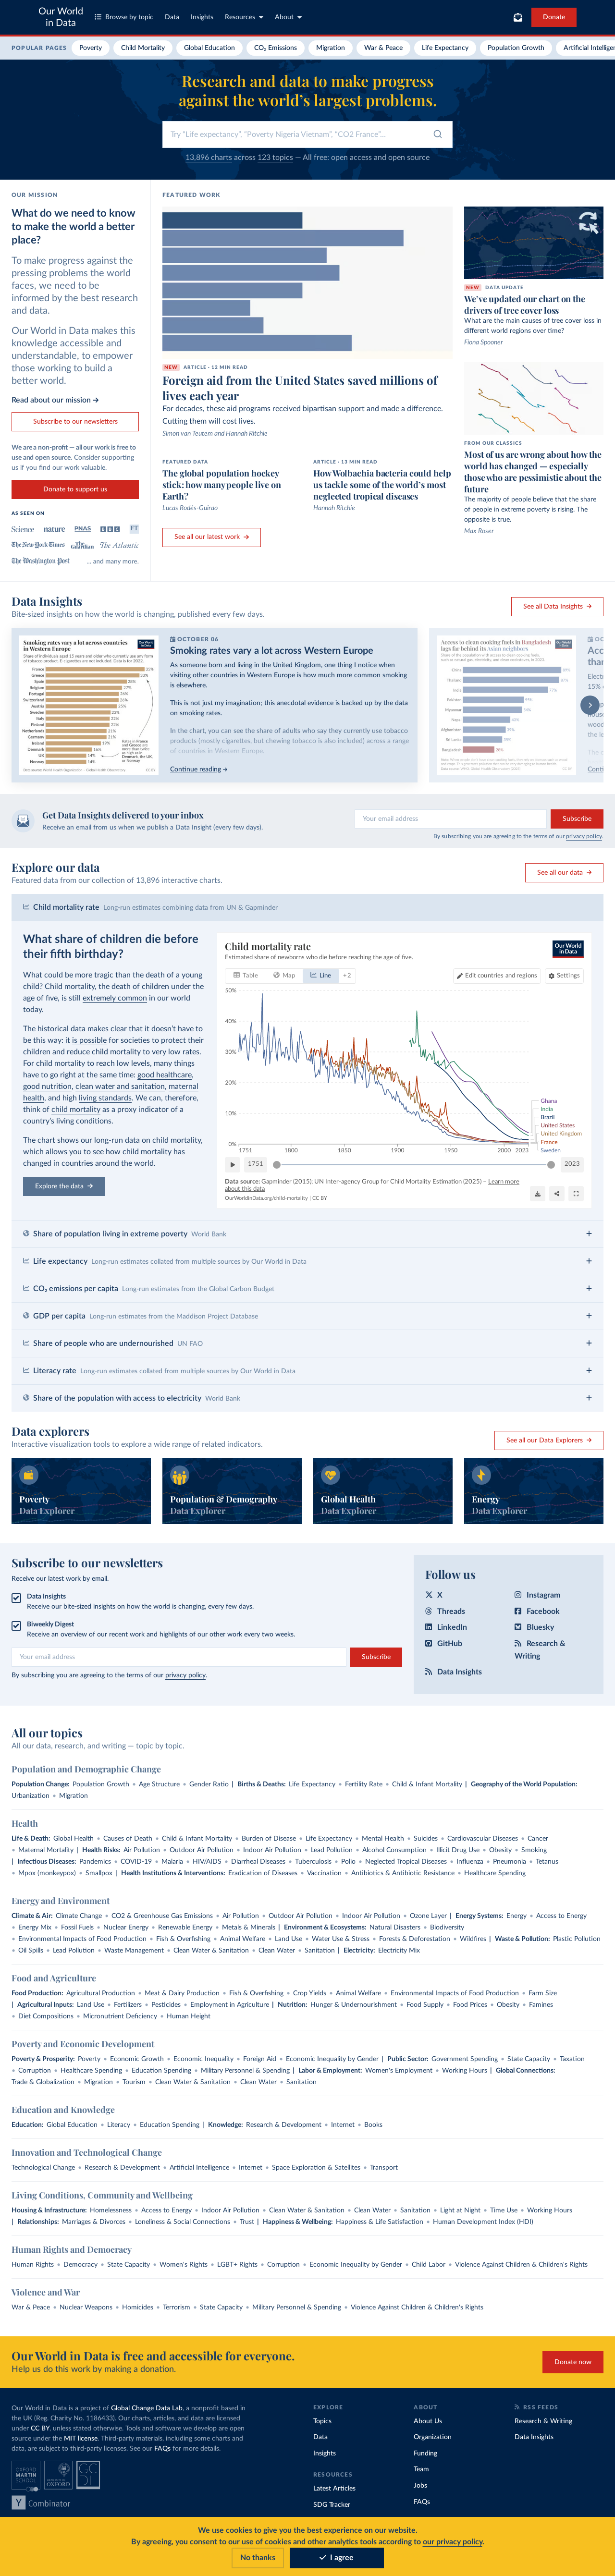 Our World
in Data
Browse by topic
Data
Insights
Resources
About
Donate
POPULAR PAGES
Poverty
Child Mortality
Global Education
CO₂ Emissions
Migration
War & Peace
Life Expectancy
Population Growth
Artificial Intelligen
Research and data to make progress
against the world's largest problems.
Try "Life expectancy", "Poverty Nigeria Vietnam", "CO2 France"...
13,896 charts across 123 topics — All free: open access and open source
OUR MISSION
What do we need to know to make the world a better place?
To make progress against the pressing problems the world faces, we need to be informed by the best research and data.
Our World in Data makes this knowledge accessible and understandable, to empower those working to build a better world.
Read about our mission →
Subscribe to our newsletters
We are a non-profit — all our work is free to use and open source. Consider supporting us if you find our work valuable.
Donate to support us
AS SEEN ON
Science
nature
PNAS
BBC
FT
The New York Times
The Guardian
The Atlantic
The Washington Post
... and many more.
FEATURED WORK
NEW ARTICLE · 12 MIN READ
Foreign aid from the United States saved millions of lives each year
For decades, these aid programs received bipartisan support and made a difference. Cutting them will cost lives.
Simon van Teutem and Hannah Ritchie
FEATURED DATA
The global population hockey stick: how many people live on Earth?
Lucas Rodés-Guirao
ARTICLE · 13 MIN READ
How Wolbachia bacteria could help us tackle some of the world's most neglected tropical diseases
Hannah Ritchie
See all our latest work →
NEW DATA UPDATE
We've updated our chart on the drivers of tree cover loss
What are the main causes of tree cover loss in different world regions over time?
Fiona Spooner
FROM OUR CLASSICS
Most of us are wrong about how the world has changed — especially those who are pessimistic about the future
The majority of people believe that the share of people in extreme poverty is rising. The opposite is true.
Max Roser
Data Insights
Bite-sized insights on how the world is changing, published every few days.
See all Data Insights →
Smoking rates vary a lot across countries
in Western Europe
OCTOBER 06
Smoking rates vary a lot across Western Europe
As someone born and living in the United Kingdom, one thing I notice when visiting other countries in Western Europe is how much more common smoking is elsewhere.
This is not just my imagination; this anecdotal evidence is backed up by the data on smoking rates.
In the chart, you can see the share of adults who say they currently use tobacco products (mostly cigarettes, but chewing tobacco is also included) across a range of countries in Western Europe.
Continue reading →
Access to clean cooking fuels in Bangladesh
lags far behind its Asian neighbors
Get Data Insights delivered to your inbox
Receive an email from us when we publish a Data Insight (every few days).
Your email address
Subscribe
By subscribing you are agreeing to the terms of our privacy policy.
Explore our data
Featured data from our collection of 13,896 interactive charts.
See all our data →
Child mortality rate Long-run estimates combining data from UN & Gapminder
What share of children die before their fifth birthday?
What could be more tragic than the death of a young child? Child mortality, the death of children under the age of five, is still extremely common in our world today.
The historical data makes clear that it doesn't have to be this way: it is possible for societies to protect their children and reduce child mortality to very low rates. For child mortality to reach low levels, many things have to go right at the same time: good healthcare, good nutrition, clean water and sanitation, maternal health, and high living standards. We can, therefore, think of child mortality as a proxy indicator of a country's living conditions.
The chart shows our long-run data on child mortality, which allows you to see how child mortality has changed in countries around the world.
Explore the data →
Child mortality rate
Estimated share of newborns who die before reaching the age of five.
Our World
in Data
Table
Map
Line
+2
Edit countries and regions
Settings
50%
40%
30%
20%
10%
0%
1751
1800
1850
1900
1950
2000
2023
Ghana
India
Brazil
United States
United Kingdom
France
Sweden
1751
2023
Data source: Gapminder (2015); UN Inter-agency Group for Child Mortality Estimation (2025) – Learn more about this data
OurWorldinData.org/child-mortality | CC BY
Share of population living in extreme poverty World Bank
Life expectancy Long-run estimates collated from multiple sources by Our World in Data
CO₂ emissions per capita Long-run estimates from the Global Carbon Budget
GDP per capita Long-run estimates from the Maddison Project Database
Share of people who are undernourished UN FAO
Literacy rate Long-run estimates collated from multiple sources by Our World in Data
Share of the population with access to electricity World Bank
Data explorers
Interactive visualization tools to explore a wide range of related indicators.
See all our Data Explorers →
Poverty
Data Explorer
Population & Demography
Data Explorer
Global Health
Data Explorer
Energy
Data Explorer
Subscribe to our newsletters
Receive our latest work by email.
Data Insights
Receive our bite-sized insights on how the world is changing, every few days.
Biweekly Digest
Receive an overview of our recent work and highlights of our other work every two weeks.
Your email address
Subscribe
By subscribing you are agreeing to the terms of our privacy policy.
Follow us
X
Instagram
Threads
Facebook
LinkedIn
Bluesky
GitHub
Research & Writing
Data Insights
All our topics
All our data, research, and writing — topic by topic.
Population and Demographic Change
Population Change: Population Growth • Age Structure • Gender Ratio | Births & Deaths: Life Expectancy • Fertility Rate • Child & Infant Mortality | Geography of the World Population:
Urbanization • Migration
Health
Life & Death: Global Health • Causes of Death • Child & Infant Mortality • Burden of Disease • Life Expectancy • Mental Health • Suicides • Cardiovascular Diseases • Cancer
• Maternal Mortality | Health Risks: Air Pollution • Outdoor Air Pollution • Indoor Air Pollution • Lead Pollution • Alcohol Consumption • Illicit Drug Use • Obesity • Smoking
| Infectious Diseases: Pandemics • COVID-19 • Malaria • HIV/AIDS • Diarrheal Diseases • Tuberculosis • Polio • Neglected Tropical Diseases • Influenza • Pneumonia • Tetanus
• Mpox (monkeypox) • Smallpox | Health Institutions & Interventions: Eradication of Diseases • Vaccination • Antibiotics & Antibiotic Resistance • Healthcare Spending
Energy and Environment
Climate & Air: Climate Change • CO2 & Greenhouse Gas Emissions • Air Pollution • Outdoor Air Pollution • Indoor Air Pollution • Ozone Layer | Energy Systems: Energy • Access to Energy
• Energy Mix • Fossil Fuels • Nuclear Energy • Renewable Energy • Metals & Minerals | Environment & Ecosystems: Natural Disasters • Biodiversity
• Environmental Impacts of Food Production • Fish & Overfishing • Animal Welfare • Land Use • Water Use & Stress • Forests & Deforestation • Wildfires | Waste & Pollution: Plastic Pollution
• Oil Spills • Lead Pollution • Waste Management • Clean Water & Sanitation • Clean Water • Sanitation | Electricity: Electricity Mix
Food and Agriculture
Food Production: Agricultural Production • Meat & Dairy Production • Fish & Overfishing • Crop Yields • Animal Welfare • Environmental Impacts of Food Production • Farm Size
| Agricultural Inputs: Land Use • Fertilizers • Pesticides • Employment in Agriculture | Nutrition: Hunger & Undernourishment • Food Supply • Food Prices • Obesity • Famines
• Diet Compositions • Micronutrient Deficiency • Human Height
Poverty and Economic Development
Poverty & Prosperity: Poverty • Economic Growth • Economic Inequality • Foreign Aid • Economic Inequality by Gender | Public Sector: Government Spending • State Capacity • Taxation
• Corruption • Healthcare Spending • Education Spending • Military Personnel & Spending | Labor & Employment: Women's Employment • Working Hours | Global Connections:
Trade & Globalization • Migration • Tourism • Clean Water & Sanitation • Clean Water • Sanitation
Education and Knowledge
Education: Global Education • Literacy • Education Spending | Knowledge: Research & Development • Internet • Books
Innovation and Technological Change
Technological Change • Research & Development • Artificial Intelligence • Internet • Space Exploration & Satellites • Transport
Living Conditions, Community and Wellbeing
Housing & Infrastructure: Homelessness • Access to Energy • Indoor Air Pollution • Clean Water & Sanitation • Clean Water • Sanitation • Light at Night • Time Use • Working Hours
| Relationships: Marriages & Divorces • Loneliness & Social Connections • Trust | Happiness & Wellbeing: Happiness & Life Satisfaction • Human Development Index (HDI)
Human Rights and Democracy
Human Rights • Democracy • State Capacity • Women's Rights • LGBT+ Rights • Corruption • Economic Inequality by Gender • Child Labor • Violence Against Children & Children's Rights
Violence and War
War & Peace • Nuclear Weapons • Homicides • Terrorism • State Capacity • Military Personnel & Spending • Violence Against Children & Children's Rights
Our World in Data is free and accessible for everyone.
Help us do this work by making a donation.
Donate now
Our World in Data is a project of Global Change Data Lab, a nonprofit based in the UK (Reg. Charity No. 1186433). Our charts, articles, and data are licensed under CC BY, unless stated otherwise. Tools and software we develop are open source under the MIT license. Third-party materials, including some charts and data, are subject to third-party licenses. See our FAQs for more details.
OXFORD
MARTIN
SCHOOL
UNIVERSITY OF
OXFORD
GCDL
Y Combinator
EXPLORE
Topics
Data
Insights
RESOURCES
Latest Articles
SDG Tracker
ABOUT
About Us
Organization
Funding
Team
Jobs
FAQs
RSS FEEDS
Research & Writing
Data Insights
We use cookies to give you the best experience on our website.
By agreeing, you consent to our use of cookies and other analytics tools according to our privacy policy.
No thanks
I agree